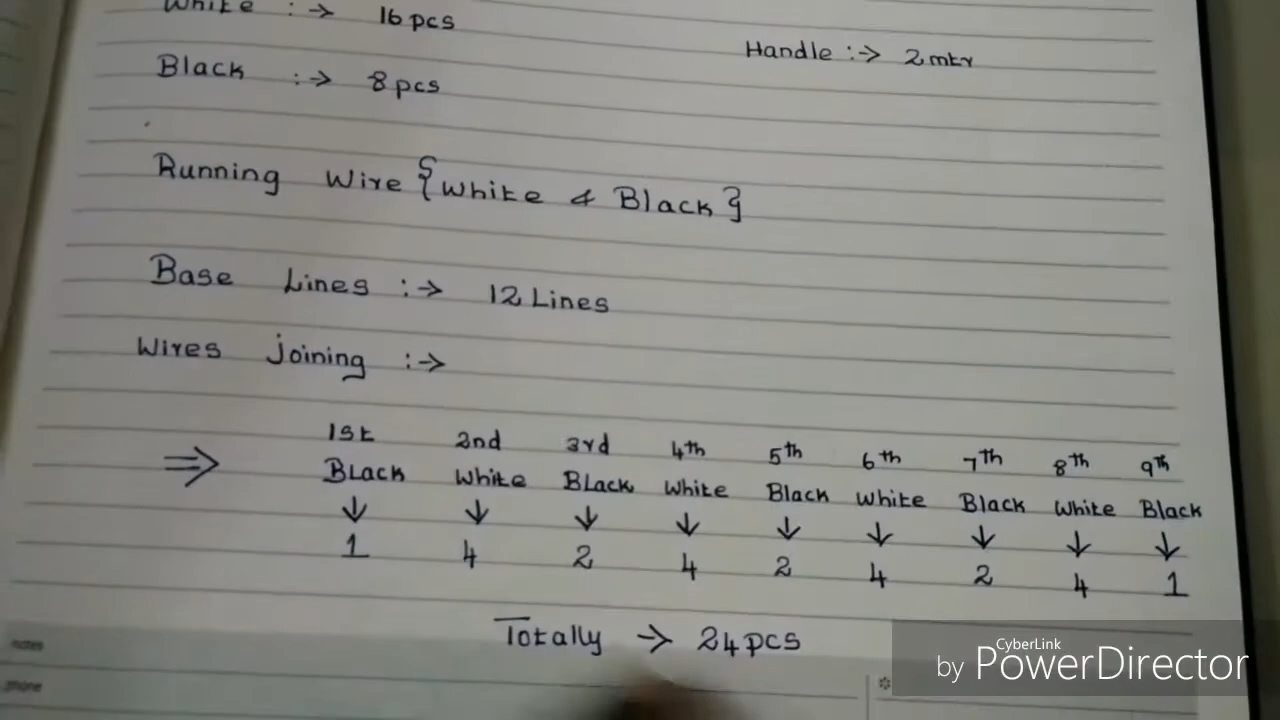 White :→ 16 pcs
Handle :→ 2 mtr
Black :→ 8 pcs
Running Wire {White & Black}
Base Lines :→ 12 Lines
Wires joining :→
1st 2nd 3rd 4th 5th 6th 7th 8th 9th
⇒ Black White Black White Black White Black White Black
↓ ↓ ↓ ↓ ↓ ↓ ↓ ↓ ↓
1 4 2 4 2 4 2 4 1
Totally → 24 pcs
notes
more
CyberLink
by PowerDirector